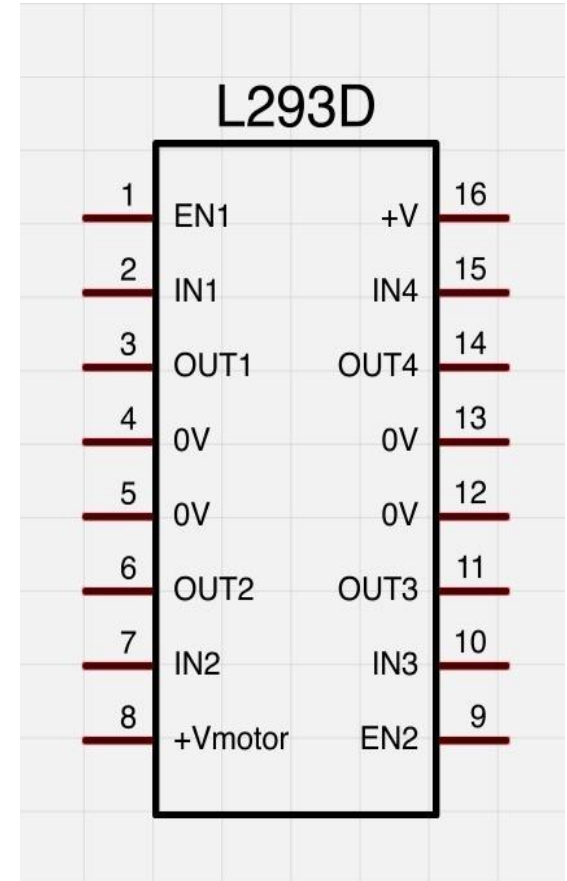 L293D
1 EN1 +V 16
2 IN1 IN4 15
3 OUT1 OUT4 14
4 0V 0V 13
5 0V 0V 12
6 OUT2 OUT3 11
7 IN2 IN3 10
8 +Vmotor EN2 9